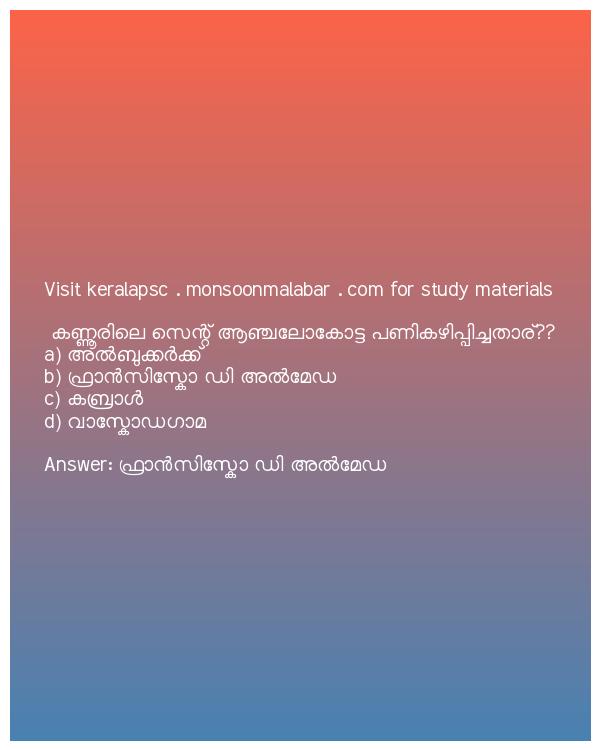 Visit keralapsc . monsoonmalabar . com for study materials
കണ്ണൂരിലെ സെന്റ് ആഞ്ചലോകോട്ട പണികഴിപ്പിച്ചതാര്??
a) അൽബുക്കർക്ക്
b) ഫ്രാൻസിസ്കോ ഡി അൽമേഡ
c) കബ്രാൾ
d) വാസ്കോഡഗാമ
Answer: ഫ്രാൻസിസ്കോ ഡി അൽമേഡ